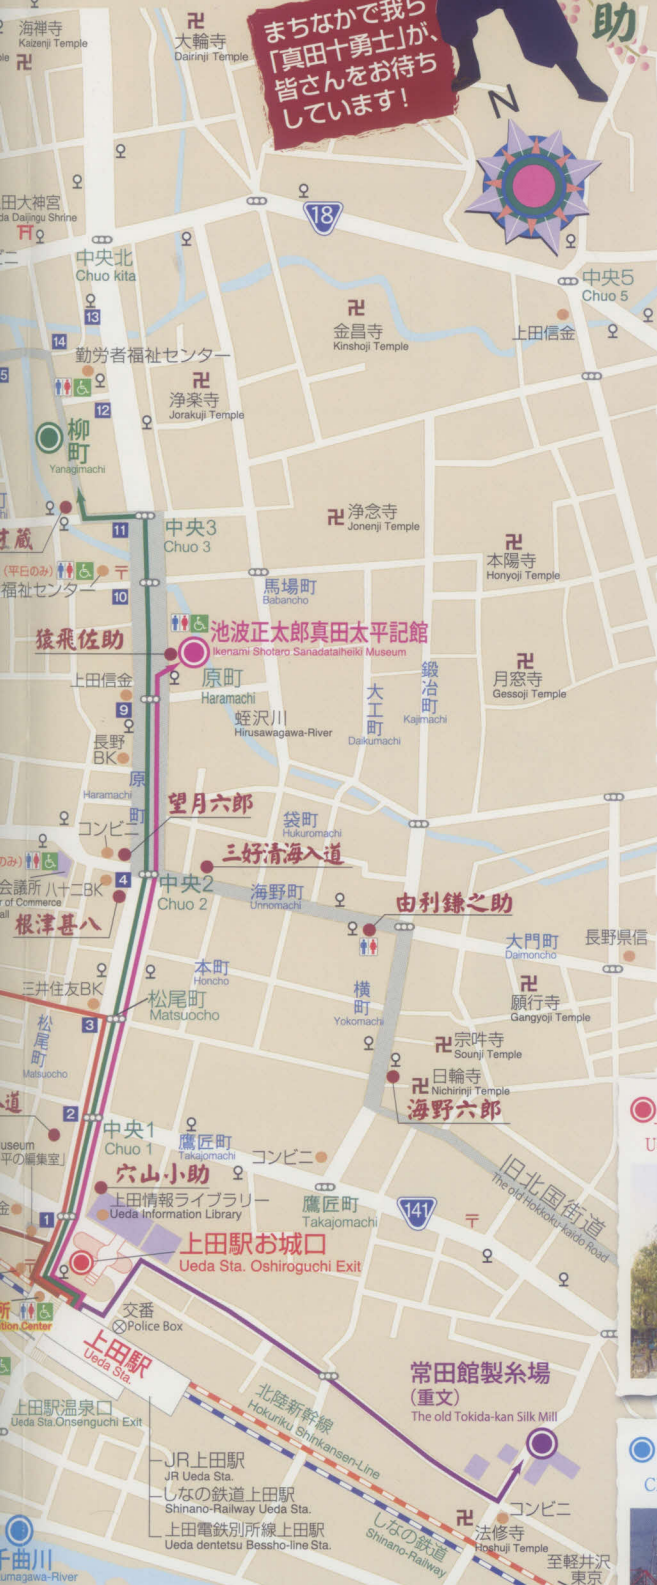 まちなかで我ら
「真田十勇士」が、
皆さんをお待ち
しています!
助
N
海禅寺
Kaizenji Temple
大輪寺
Dairinji Temple
田大神宮
da Daijingu Shrine
18
中央北
Chuo kita
中央5
Chuo 5
上田信金
13
14
金昌寺
Kinshoji Temple
勤労者福祉センター
12
浄楽寺
Jorakuji Temple
柳町
Yanagimachi
11
中央3
Chuo 3
浄念寺
Jonenji Temple
本陽寺
Honyoji Temple
(平日のみ)
福祉センター
10
馬場町
Babancho
猿飛佐助
池波正太郎真田太平記館
Ikenami Shotaro Sanadataiheiki Museum
上田信金
原町
Haramachi
月窓寺
Gessoji Temple
鍛冶町
Kajimachi
大工町
Daikumachi
9
蛭沢川
Hirusawagawa-River
長野
BK
原町
Haramachi
望月六郎
コンビニ
袋町
Hukuromachi
三好清海入道
会議所
r of Commerce
八十二BK
4
中央2
Chuo 2
海野町
Unnomachi
根津甚八
由利鎌之助
大門町
Daimoncho
長野県信
本町
Honcho
三井住友BK
横町
Yokomachi
願行寺
Gangyoji Temple
松尾町
Matsuocho
3
松尾町
Matsuocho
宗吽寺
Sounji Temple
日輪寺
Nichirinji Temple
海野六郎
2
中央1
Chuo 1
鷹匠町
Takajomachi
コンビニ
useum
平の編集室」
穴山小助
上田情報ライブラリー
Ueda Information Library
鷹匠町
Takajomachi
141
旧北国街道
The old Hokkoku-kaido Road
1
上田駅お城口
Ueda Sta. Oshiroguchi Exit
交番
Police Box
上田駅
Ueda Sta.
常田館製糸場
(重文)
The old Tokida-kan Silk Mill
上田駅温泉口
Ueda Sta.Onsenguchi Exit
北陸新幹線
Hokuriku Shinkansen-Line
JR上田駅
JR Ueda Sta.
しなの鉄道上田駅
Shinano-Railway Ueda Sta.
上田電鉄別所線上田駅
Ueda dentetsu Bessho-line Sta.
しなの鉄道
Shinano-Railway
コンビニ
法修寺
Hoshuji Temple
至軽井沢
東京
千曲川
umagawa-River